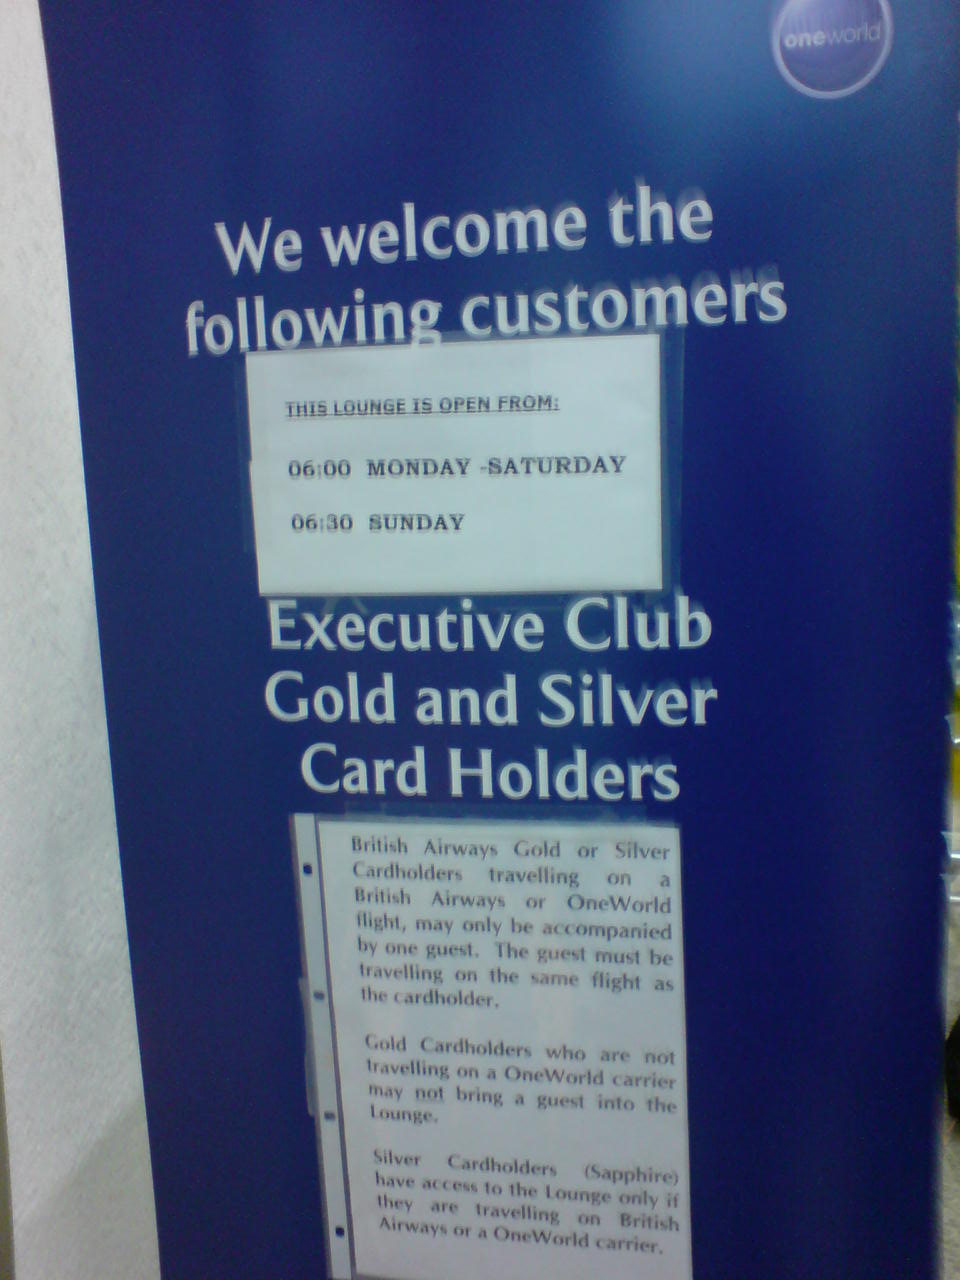 oneworld
We welcome the
following customers
THIS LOUNGE IS OPEN FROM:
06:00 MONDAY -SATURDAY
06:30 SUNDAY
Executive Club
Gold and Silver
Card Holders
British Airways Gold or Silver
Cardholders travelling on a
British Airways or OneWorld
flight, may only be accompanied
by one guest. The guest must be
travelling on the same flight as
the cardholder.
Gold Cardholders who are not
travelling on a OneWorld carrier
may not bring a guest into the
Lounge.
Silver Cardholders (Sapphire)
have access to the Lounge only if
they are travelling on British
Airways or a OneWorld carrier.